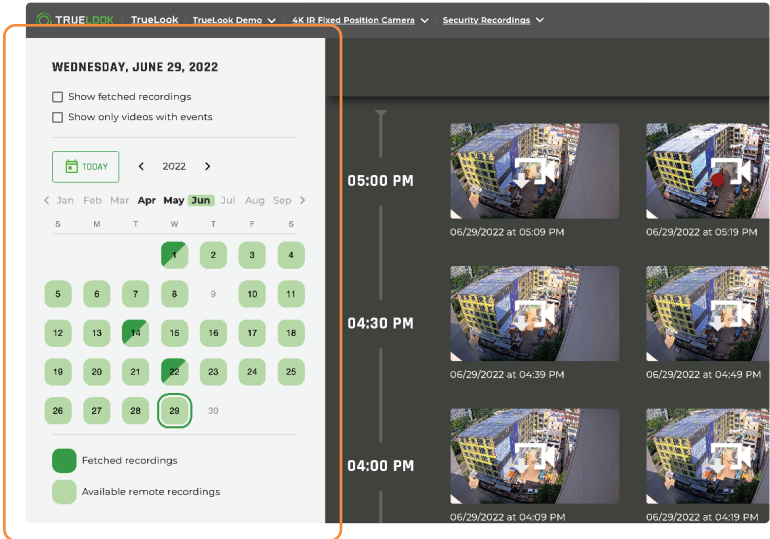 TRUELOOK TrueLook / TrueLook Demo / 4K IR Fixed Position Camera / Security Recordings
WEDNESDAY, JUNE 29, 2022
Show fetched recordings
Show only videos with events
TODAY < 2022 >
< Jan Feb Mar Apr May Jun Jul Aug Sep >
S M T W T F S
1 2 3 4
5 6 7 8 9 10 11
12 13 14 15 16 17 18
19 20 21 22 23 24 25
26 27 28 29 30
Fetched recordings
Available remote recordings
05:00 PM
06/29/2022 at 05:09 PM
06/29/2022 at 05:19 PM
04:30 PM
06/29/2022 at 04:39 PM
06/29/2022 at 04:49 PM
04:00 PM
06/29/2022 at 04:09 PM
06/29/2022 at 04:19 PM